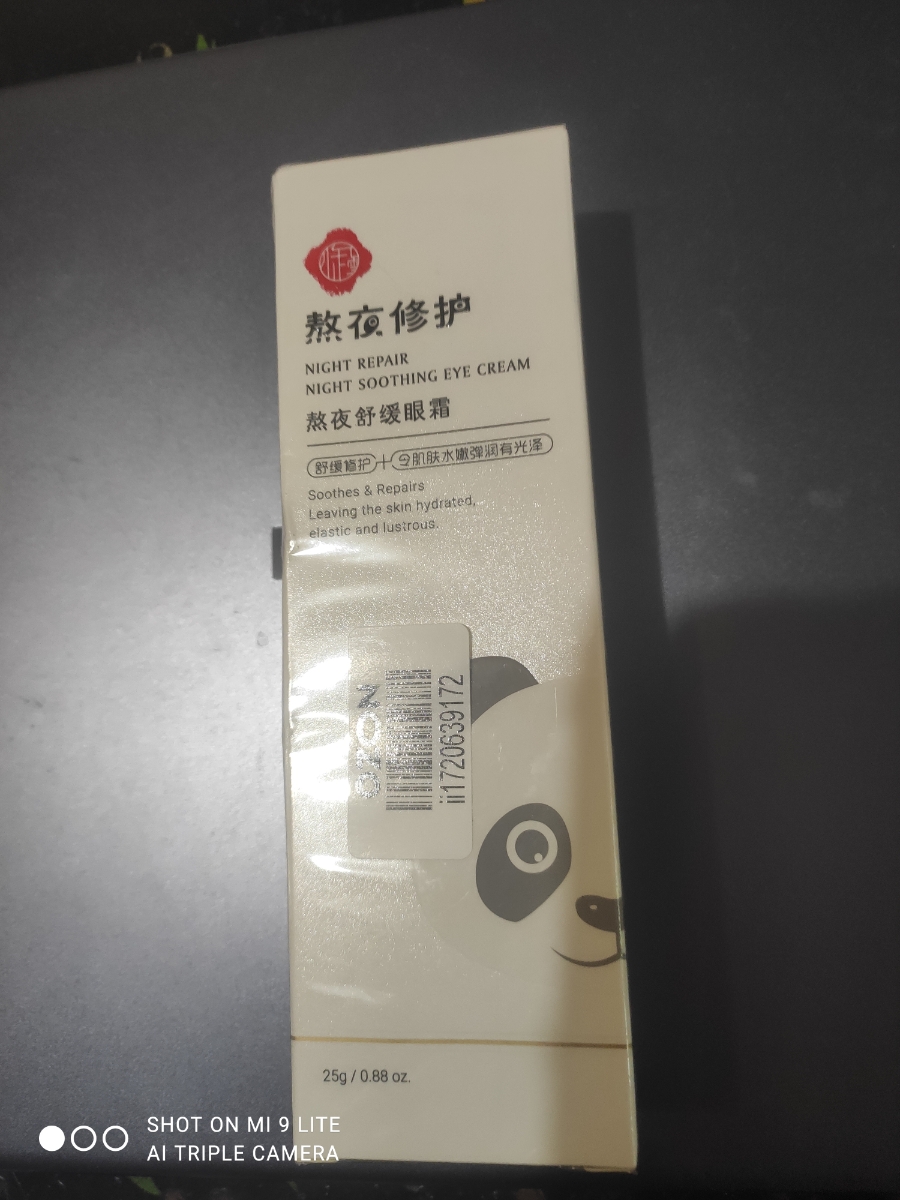 熬夜修护
NIGHT REPAIR
NIGHT SOOTHING EYE CREAM
熬夜舒缓眼霜
舒缓修护+令肌肤水嫩弹润有光泽
Soothes & Repairs
Leaving the skin hydrated,
elastic and lustrous.
OZON
ii1720639172
25g / 0.88 oz.
SHOT ON MI 9 LITE
AI TRIPLE CAMERA